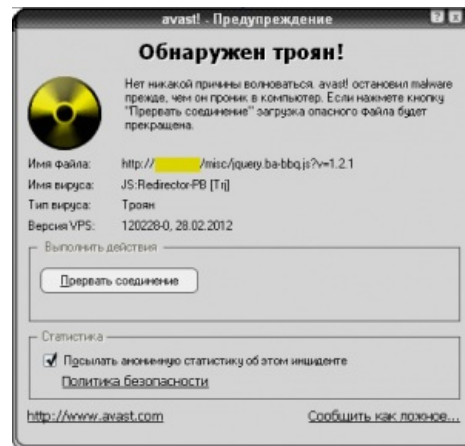 avast! - Предупреждение
Обнаружен троян!
Нет никакой причины волноваться. avast! остановил malware
прежде, чем он проник в компьютер. Если нажмете кнопку
"Прервать соединение" загрузка опасного файла будет
прекращена.
Имя файла: http:// /misc/jquery.ba-bbq.js?v=1.2.1
Имя вируса: JS:Redirector-PB [Trj]
Тип вируса: Троян
Версия VPS: 120228-0, 28.02.2012
Выполнить действия
Прервать соединение
Статистика
Посылать анонимную статистику об этом инциденте
Политика безопасности
http://www.avast.com Сообщить как ложное...